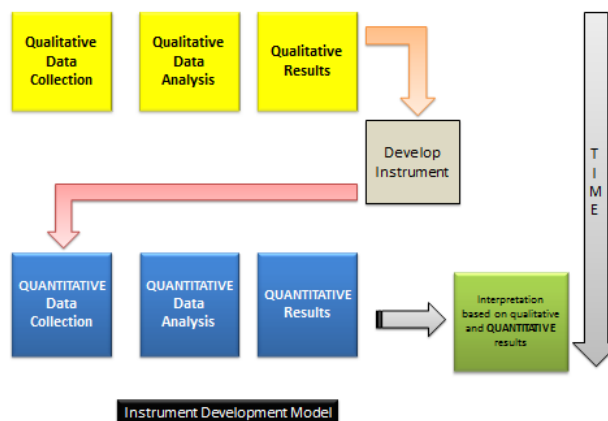 Qualitative
Data
Collection
Qualitative
Data
Analysis
Qualitative
Results
Develop
Instrument
T
I
M
E
QUANTITATIVE
Data
Collection
QUANTITATIVE
Data
Analysis
QUANTITATIVE
Results
Interpretation
based on qualitative
and QUANTITATIVE
results
Instrument Development Model